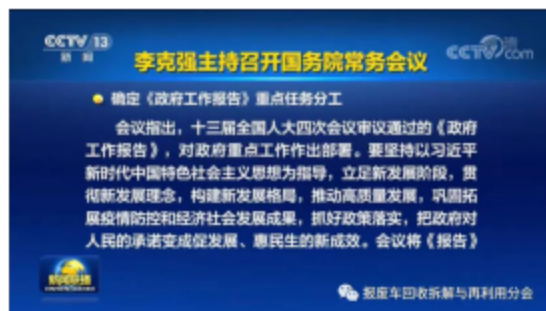 CCTV 13
新闻
CCTV.com
李克强主持召开国务院常务会议
确定《政府工作报告》重点任务分工
会议指出，十三届全国人大四次会议审议通过的《政府
工作报告》，对政府重点工作作出部署。要坚持以习近平
新时代中国特色社会主义思想为指导，立足新发展阶段，贯
彻新发展理念，构建新发展格局，推动高质量发展，巩固拓
展疫情防控和经济社会发展成果，抓好政策落实，把政府对
人民的承诺变成促发展、惠民生的新成效。会议将《报告》
新闻联播
报废车回收拆解与再利用分会